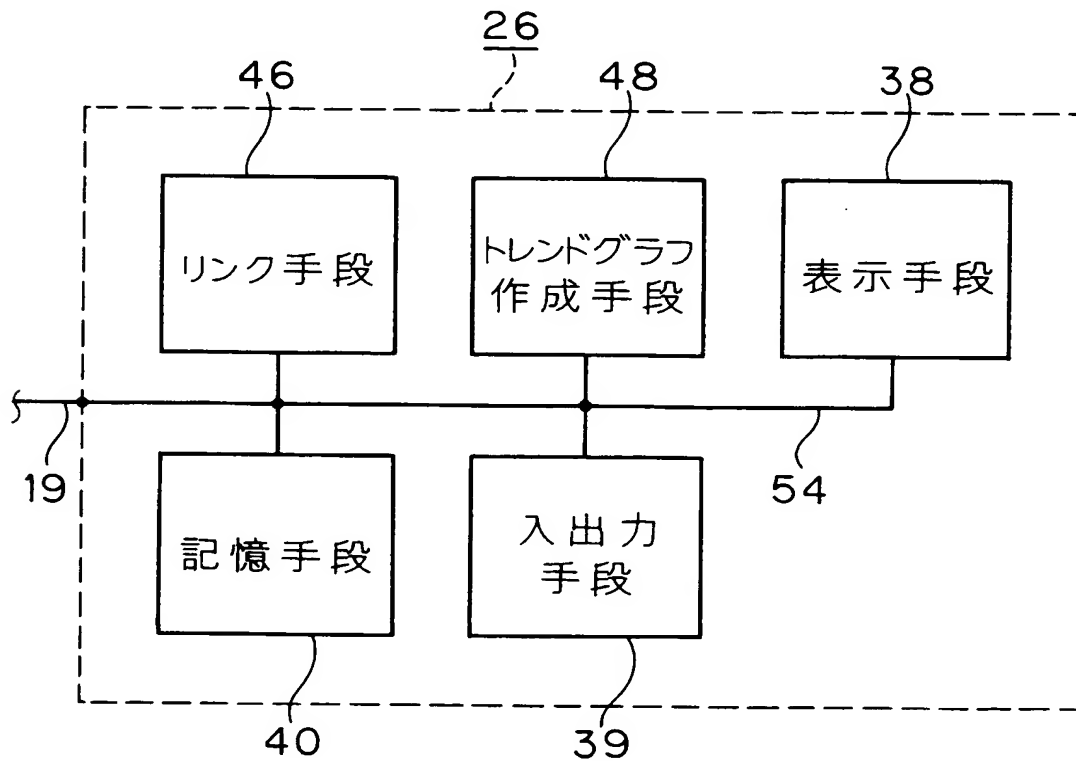 26
46
48
38
リンク手段
トレンドグラフ
作成手段
表示手段
19
54
記憶手段
入出力
手段
40
39